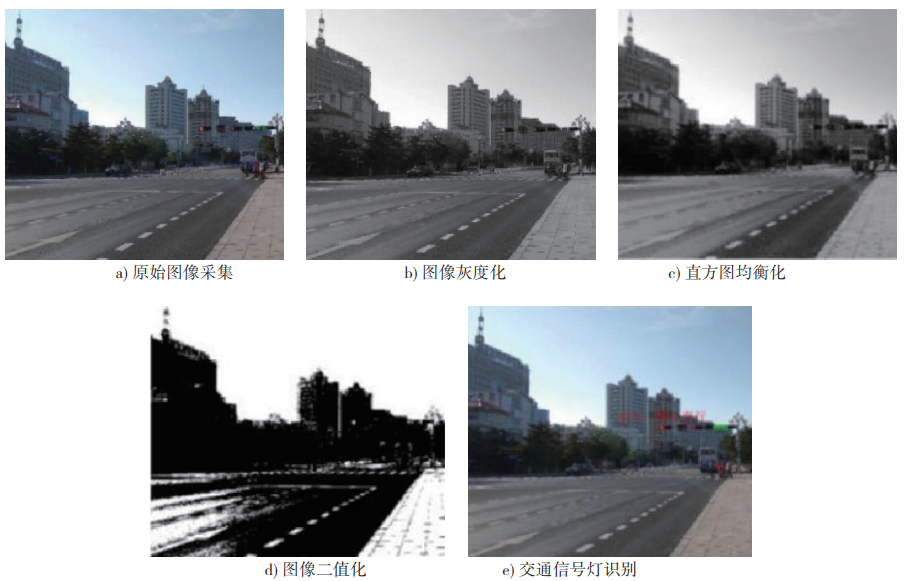 a) 原始图像采集
b) 图像灰度化
c) 直方图均衡化
d) 图像二值化
e) 交通信号灯识别